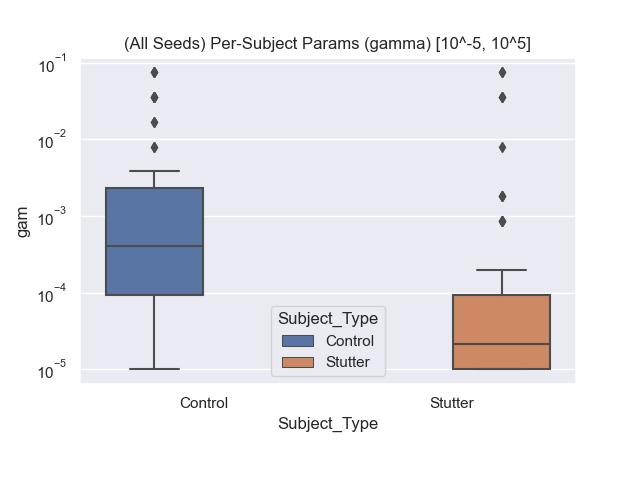 (All Seeds) Per-Subject Params (gamma) [10^-5, 10^5]
10⁻¹
10⁻²
10⁻³
10⁻⁴
10⁻⁵
gam
Subject_Type
Control
Stutter
Control Stutter
Subject_Type